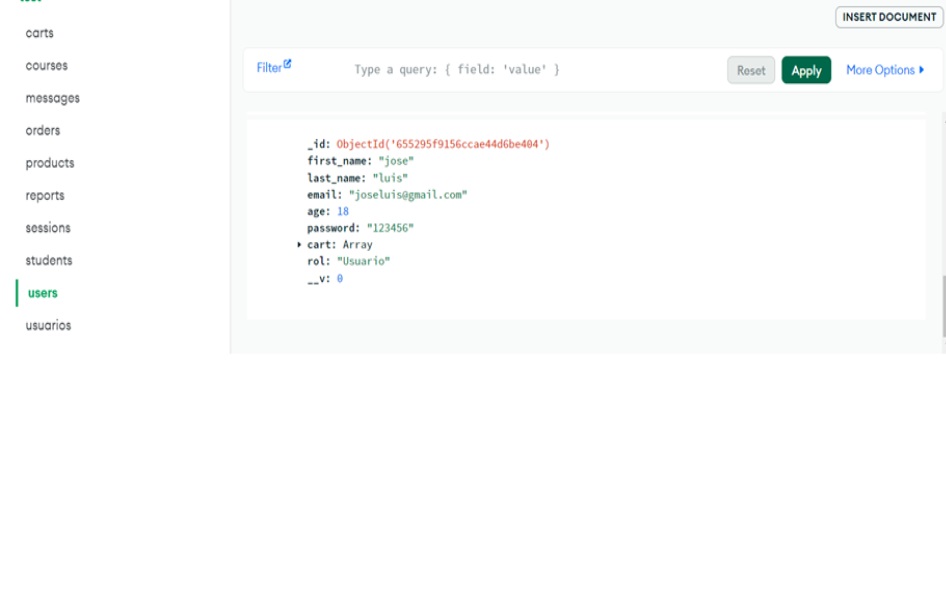 carts
courses
messages
orders
products
reports
sessions
students
users
usuarios
INSERT DOCUMENT
Filter
Type a query: { field: 'value' }
Reset
Apply
More Options
_id: ObjectId('655295f9156ccae44d6be404')
first_name: "jose"
last_name: "luis"
email: "joseluis@gmail.com"
age: 18
password: "123456"
cart: Array
rol: "Usuario"
__v: 0